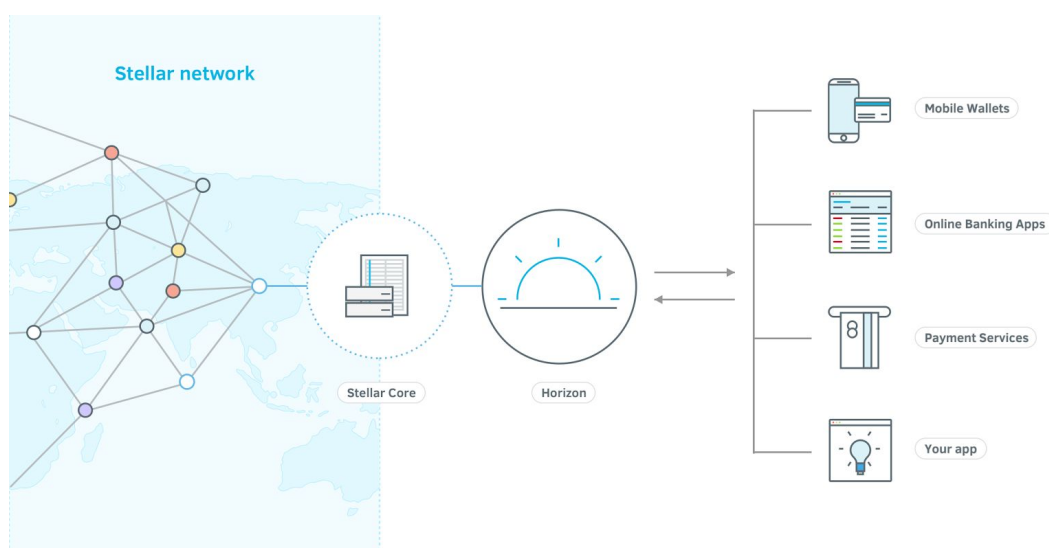 Stellar network
Mobile Wallets
Online Banking Apps
Payment Services
Your app
Stellar Core
Horizon